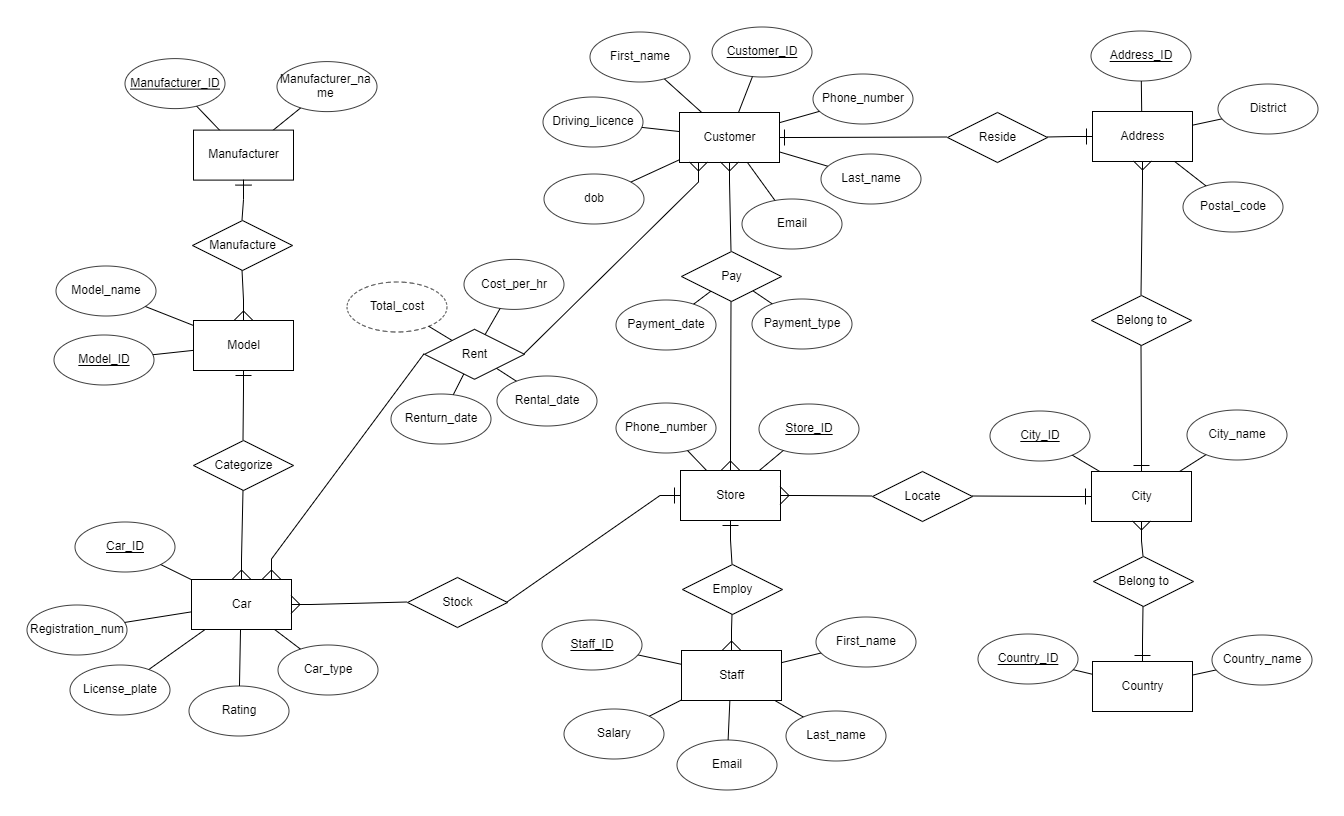 First_name
Customer_ID
Address_ID
Manufacturer_ID
Manufacturer_na
me
Phone_number
District
Driving_licence
Customer
Reside
Address
Manufacturer
Last_name
dob
Postal_code
Email
Manufacture
Pay
Cost_per_hr
Model_name
Total_cost
Payment_date
Payment_type
Belong to
Model
Model_ID
Rent
Rental_date
Renturn_date
Phone_number
Store_ID
City_ID
City_name
Categorize
Store
Locate
City
Car_ID
Belong to
Employ
Car
Stock
Registration_num
Staff_ID
First_name
Country_ID
Country_name
Car_type
Staff
Country
License_plate
Rating
Salary
Last_name
Email